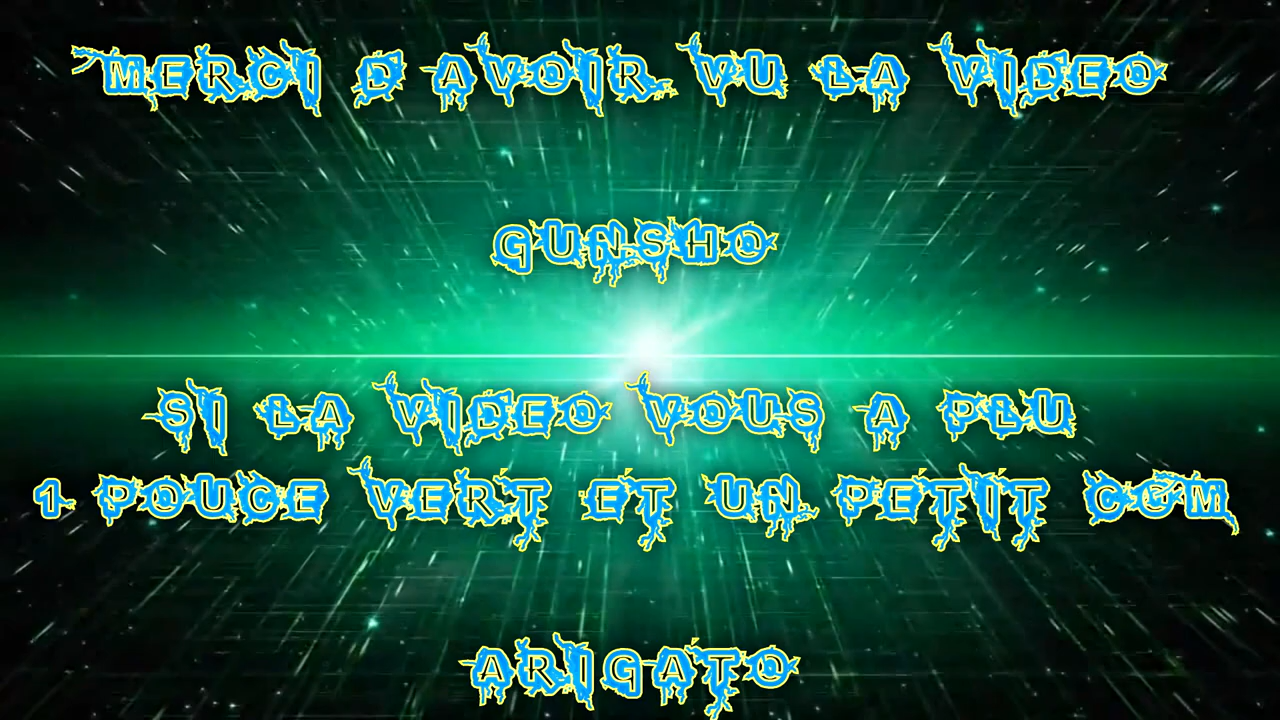 MERCI D AVOIR VU LA VIDEO
GUNSHO
SI LA VIDEO VOUS A PLU
1 POUCE VERT ET UN PETIT COM
ARIGATO